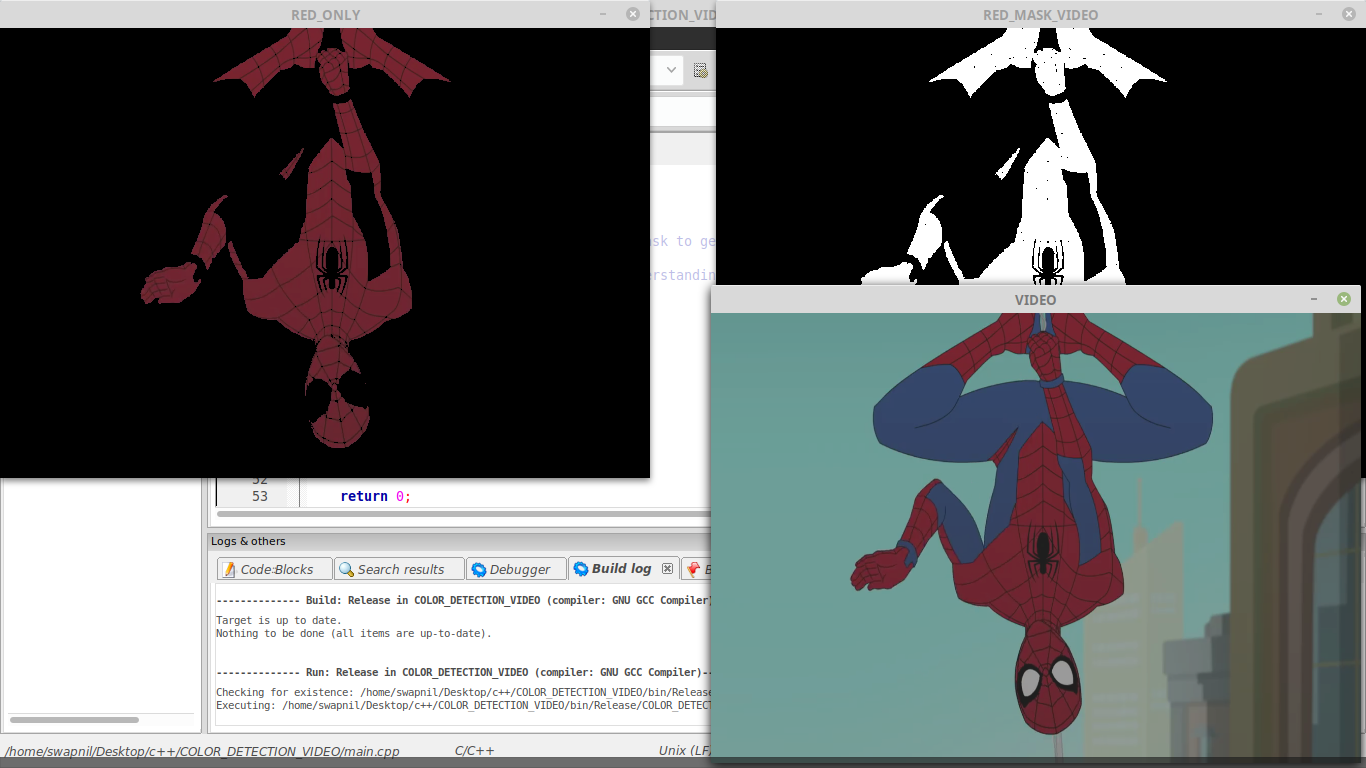 RED_ONLY
CTION_VID
RED_MASK_VIDEO
sk to ge
erstanding
VIDEO
52
53 return 0;
Logs & others
Code:Blocks
Search results
Debugger
Build log
B
-------------- Build: Release in COLOR_DETECTION_VIDEO (compiler: GNU GCC Compiler)
Target is up to date.
Nothing to be done (all items are up-to-date).
-------------- Run: Release in COLOR_DETECTION_VIDEO (compiler: GNU GCC Compiler)--
Checking for existence: /home/swapnil/Desktop/c++/COLOR_DETECTION_VIDEO/bin/Release
Executing: /home/swapnil/Desktop/c++/COLOR_DETECTION_VIDEO/bin/Release/COLOR_DETECT
/home/swapnil/Desktop/c++/COLOR_DETECTION_VIDEO/main.cpp C/C++ Unix (LF)